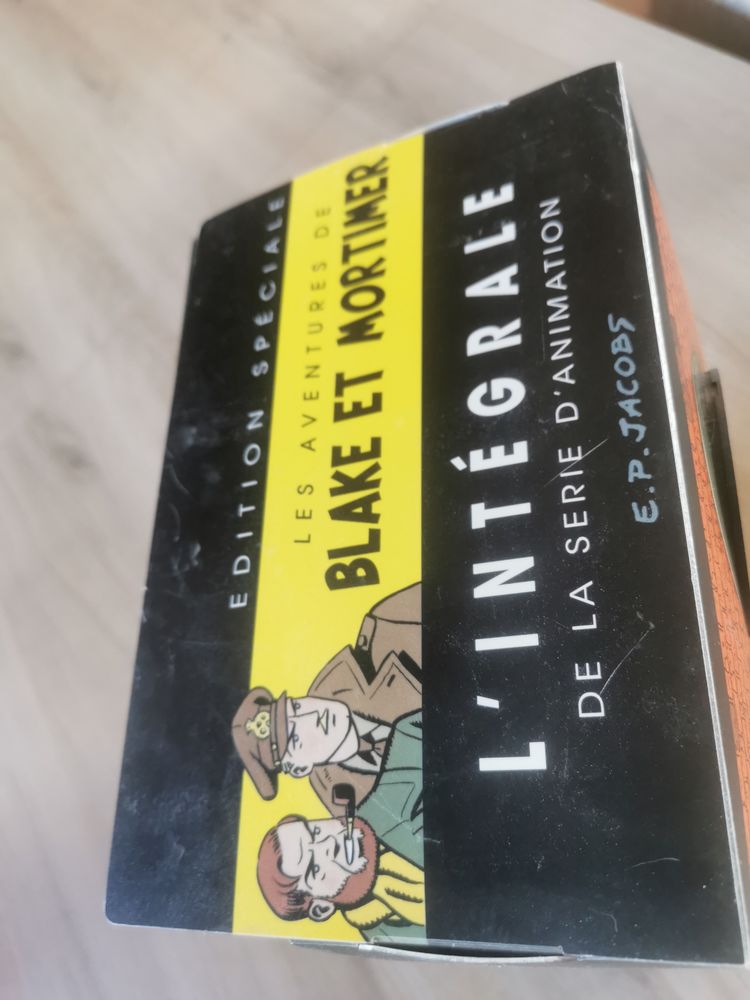 EDITION SPÉCIALE
LES AVENTURES DE
BLAKE ET MORTIMER
L'INTÉGRALE
DE LA SERIE D'ANIMATION
E.P. JACOBS